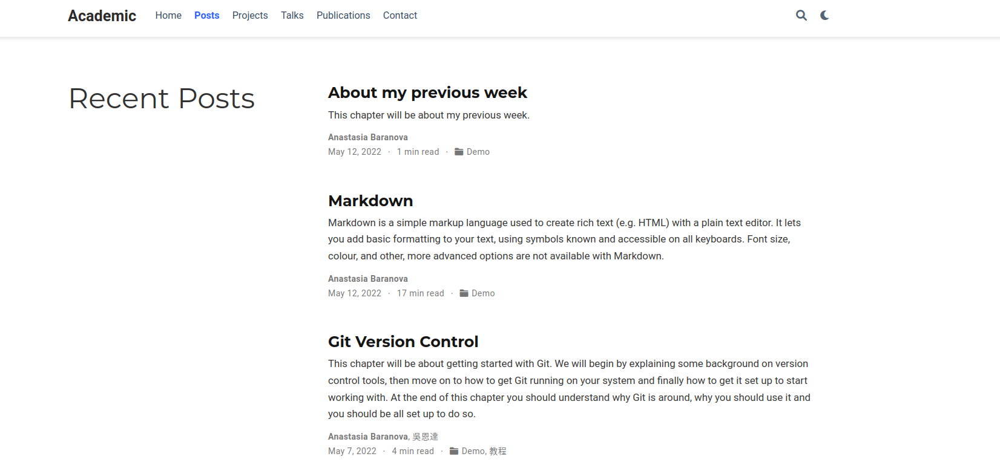 Academic Home Posts Projects Talks Publications Contact
Recent Posts
About my previous week
This chapter will be about my previous week.
Anastasia Baranova
May 12, 2022 · 1 min read · Demo
Markdown
Markdown is a simple markup language used to create rich text (e.g. HTML) with a plain text editor. It lets
you add basic formatting to your text, using symbols known and accessible on all keyboards. Font size,
colour, and other, more advanced options are not available with Markdown.
Anastasia Baranova
May 12, 2022 · 17 min read · Demo
Git Version Control
This chapter will be about getting started with Git. We will begin by explaining some background on version
control tools, then move on to how to get Git running on your system and finally how to get it set up to start
working with. At the end of this chapter you should understand why Git is around, why you should use it and
you should be all set up to do so.
Anastasia Baranova, 吳恩達
May 7, 2022 · 4 min read · Demo, 教程